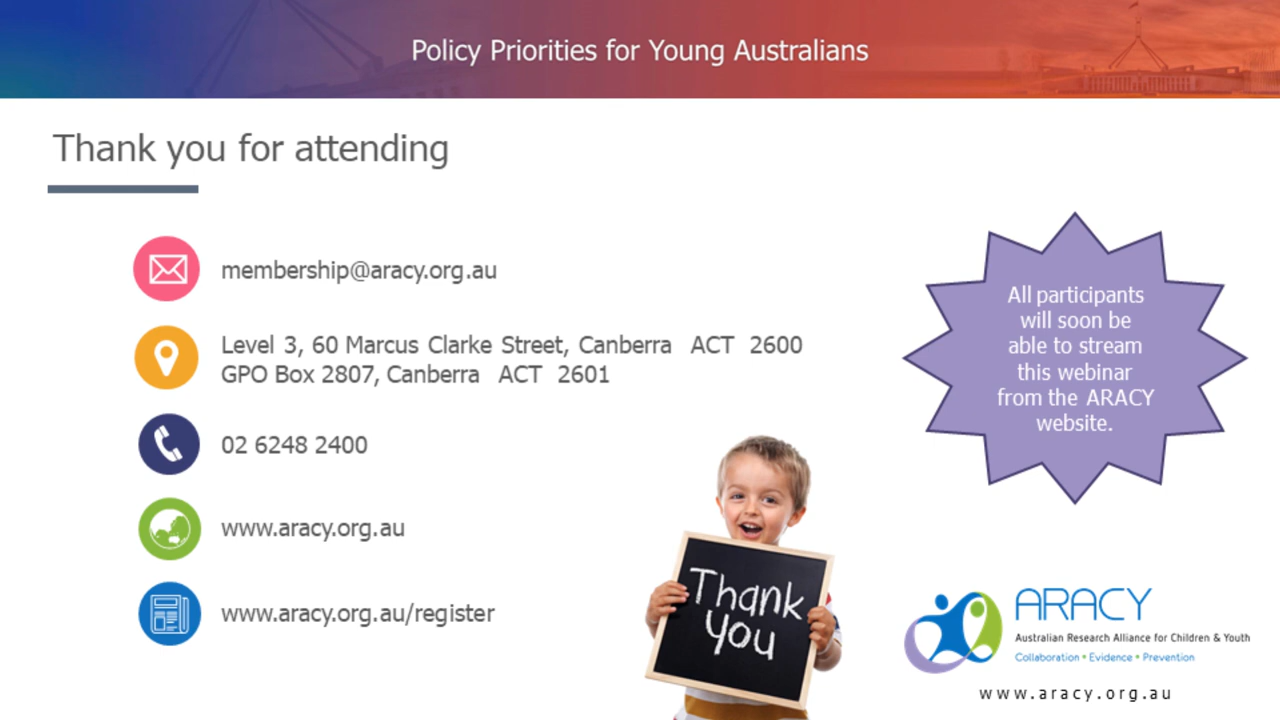 Policy Priorities for Young Australians
Thank you for attending
membership@aracy.org.au
Level 3, 60 Marcus Clarke Street, Canberra ACT 2600
GPO Box 2807, Canberra ACT 2601
02 6248 2400
www.aracy.org.au
www.aracy.org.au/register
All participants
will soon be
able to stream
this webinar
from the ARACY
website.
Thank
you
ARACY
Australian Research Alliance for Children & Youth
Collaboration • Evidence • Prevention
www.aracy.org.au